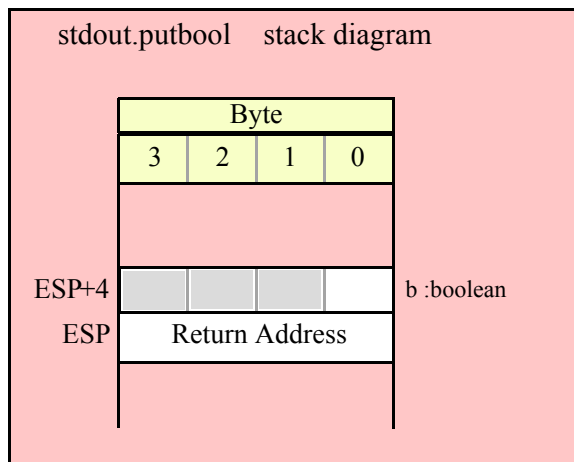 stdout.putbool stack diagram
Byte
3 2 1 0
ESP+4 b :boolean
ESP Return Address